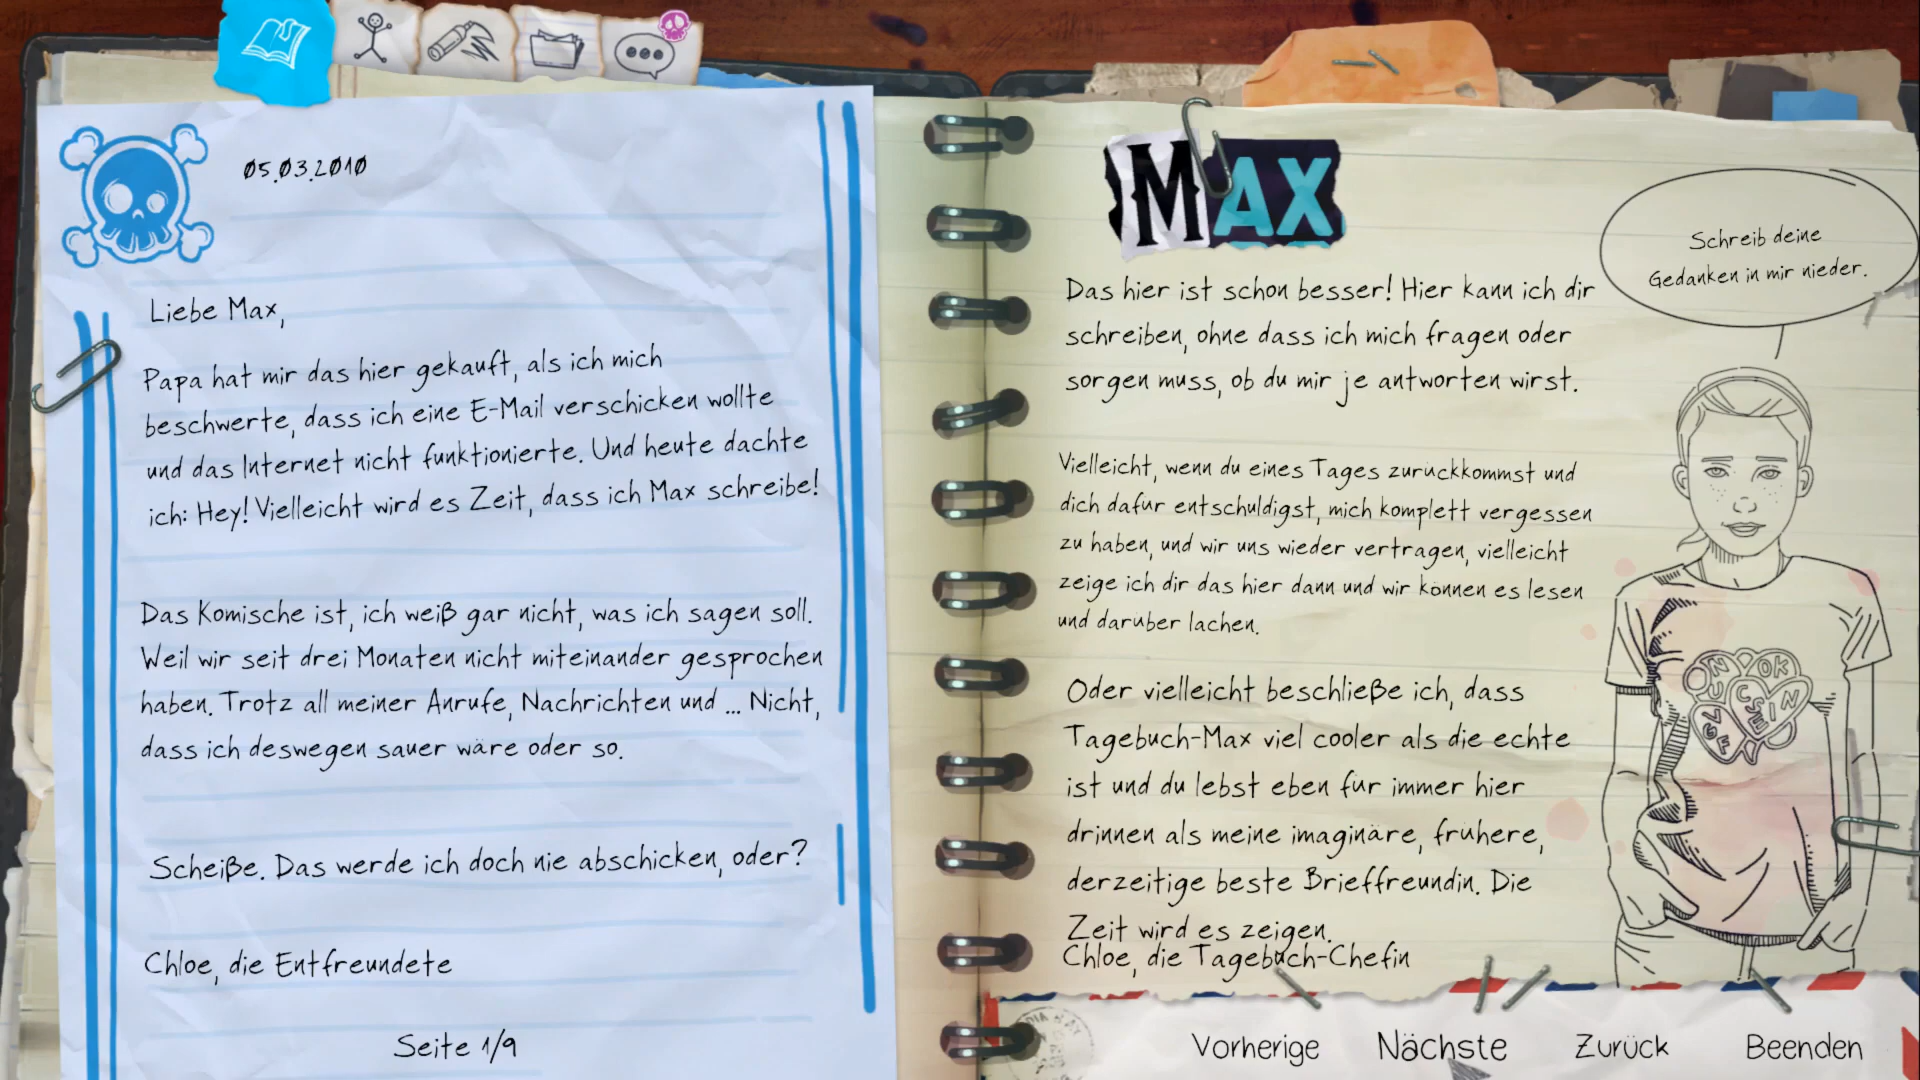 05.03.2010
Liebe Max,
Papa hat mir das hier gekauft, als ich mich
beschwerte, dass ich eine E-Mail verschicken wollte
und das Internet nicht funktionierte. Und heute dachte
ich: Hey! Vielleicht wird es Zeit, dass ich Max schreibe!
Das Komische ist, ich weiß gar nicht, was ich sagen soll.
Weil wir seit drei Monaten nicht miteinander gesprochen
haben. Trotz all meiner Anrufe, Nachrichten und ... Nicht,
dass ich deswegen sauer wäre oder so.
Scheiße. Das werde ich doch nie abschicken, oder?
Chloe, die Entfreundete
Seite 1/9
MAX
Das hier ist schon besser! Hier kann ich dir
schreiben, ohne dass ich mich fragen oder
sorgen muss, ob du mir je antworten wirst.
Vielleicht, wenn du eines Tages zurückkommst und
dich dafür entschuldigst, mich komplett vergessen
zu haben, und wir uns wieder vertragen, vielleicht
zeige ich dir das hier dann und wir können es lesen
und darüber lachen.
Oder vielleicht beschließe ich, dass
Tagebuch-Max viel cooler als die echte
ist und du lebst eben für immer hier
drinnen als meine imaginäre, frühere,
derzeitige beste Brieffreundin. Die
Zeit wird es zeigen.
Chloe, die Tagebuch-Chefin
Schreib deine
Gedanken in mir nieder.
Vorherige
Nächste
Zurück
Beenden